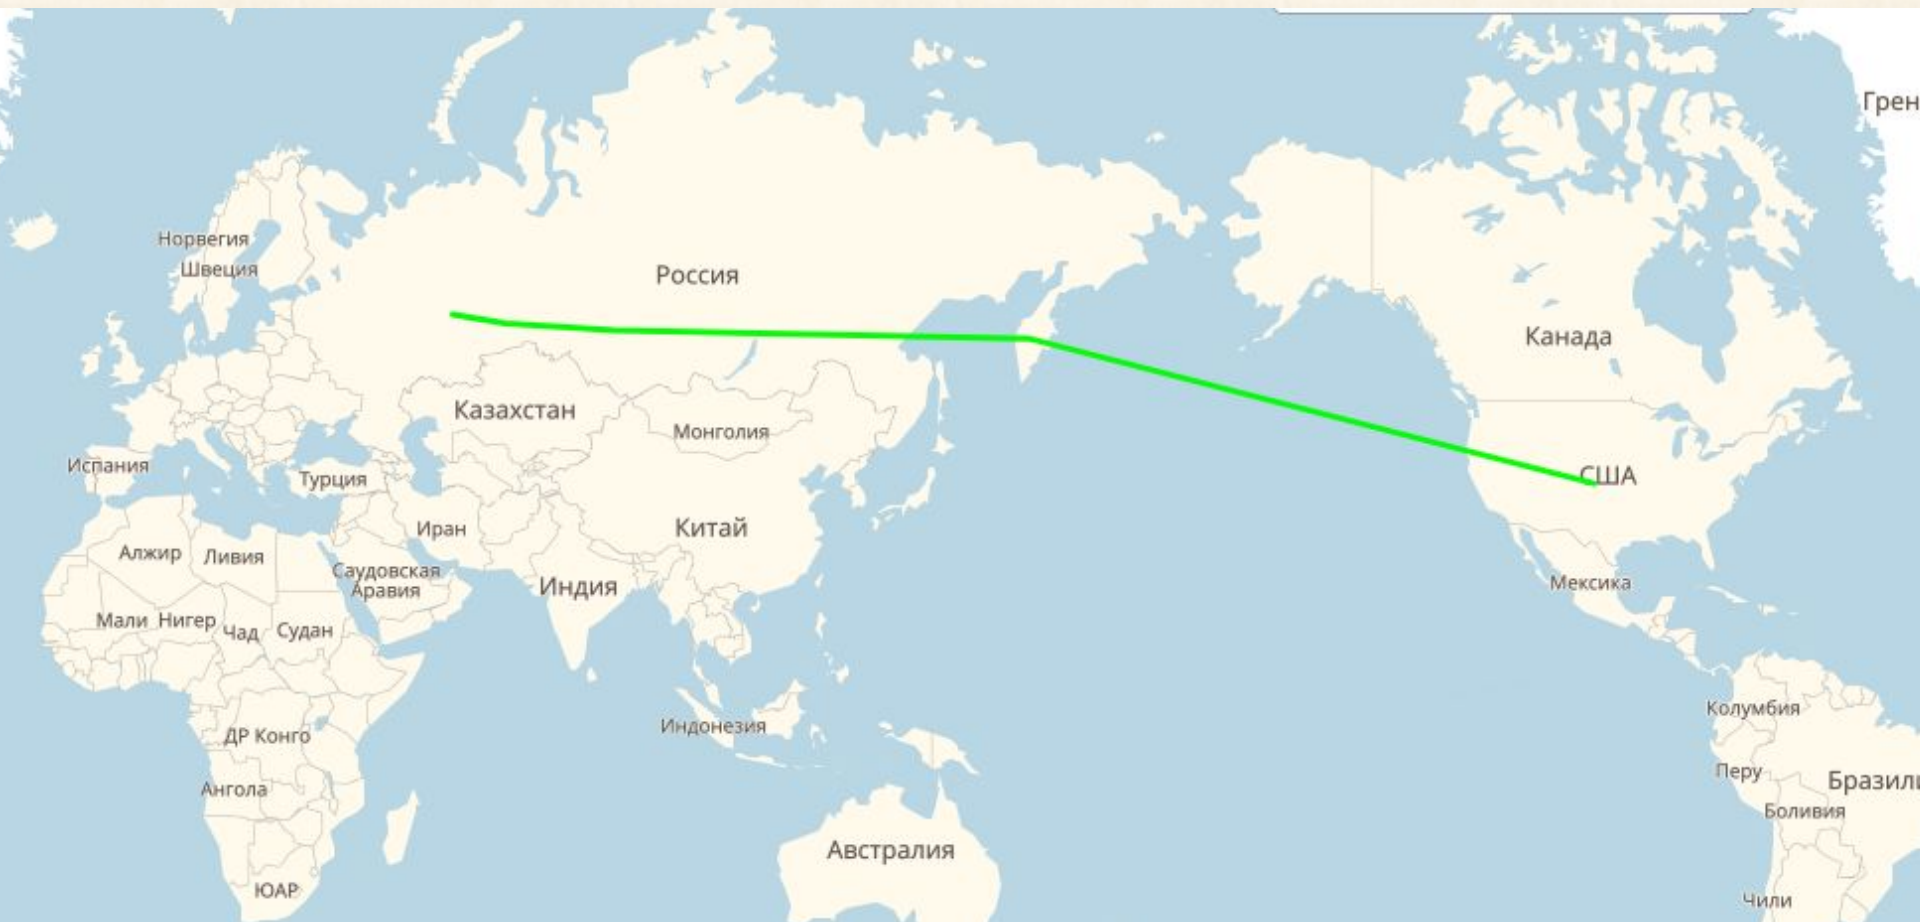 Грен
Норвегия
Швеция
Россия
Канада
Казахстан
Монголия
Испания
Турция
США
Иран
Китай
Алжир
Ливия
Саудовская
Аравия
Индия
Мексика
Мали
Нигер
Чад
Судан
Колумбия
Индонезия
ДР Конго
Перу
Бразили
Ангола
Боливия
Австралия
ЮАР
Чили